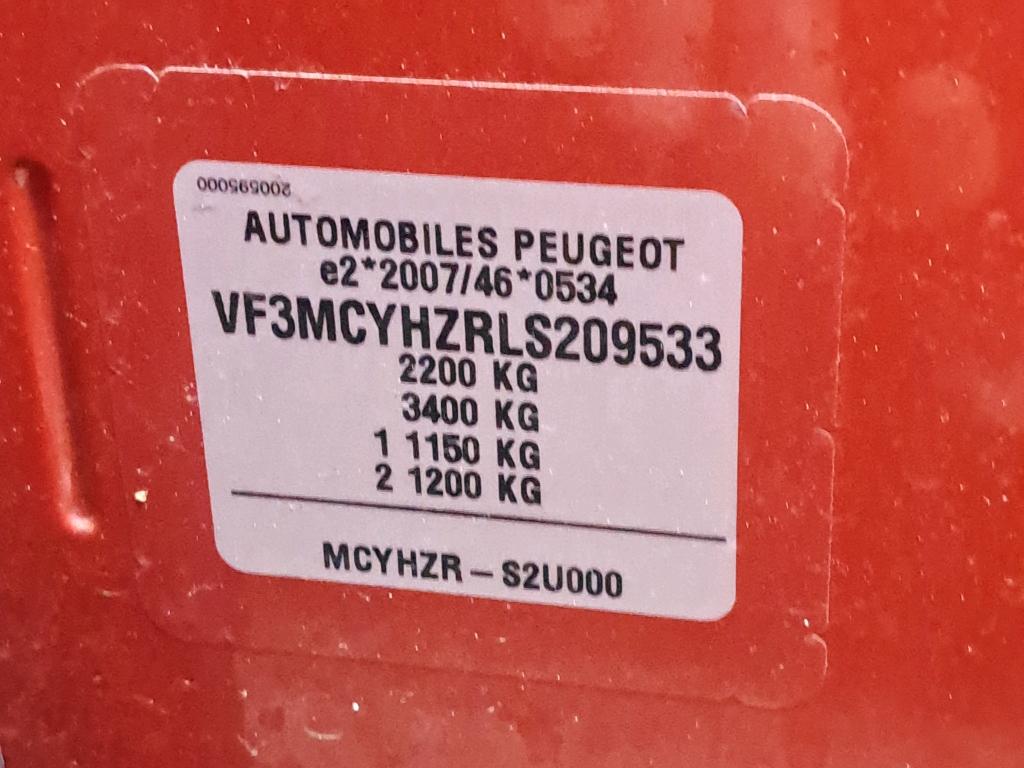 200595000
AUTOMOBILES PEUGEOT
e2*2007/46*0534
VF3MCYHZRLS209533
2200 KG
3400 KG
1 1150 KG
2 1200 KG
MCYHZR – S2U000